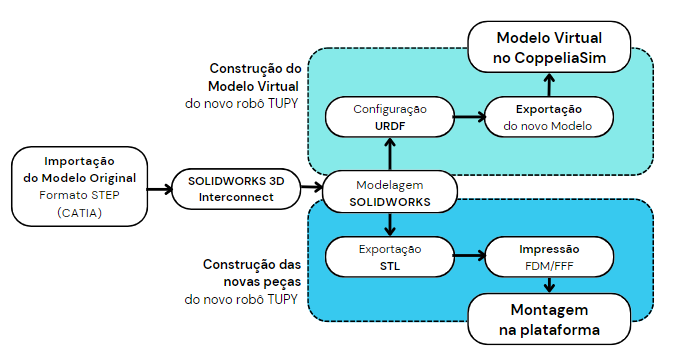 Modelo Virtual
no CoppeliaSim
Construção do
Modelo Virtual
do novo robô TUPY
Configuração
URDF
Exportação
do novo Modelo
Importação
do Modelo Original
Formato STEP
(CATIA)
SOLIDWORKS 3D
Interconnect
Modelagem
SOLIDWORKS
Exportação
STL
Impressão
FDM/FFF
Construção das
novas peças
do novo robô TUPY
Montagem
na plataforma